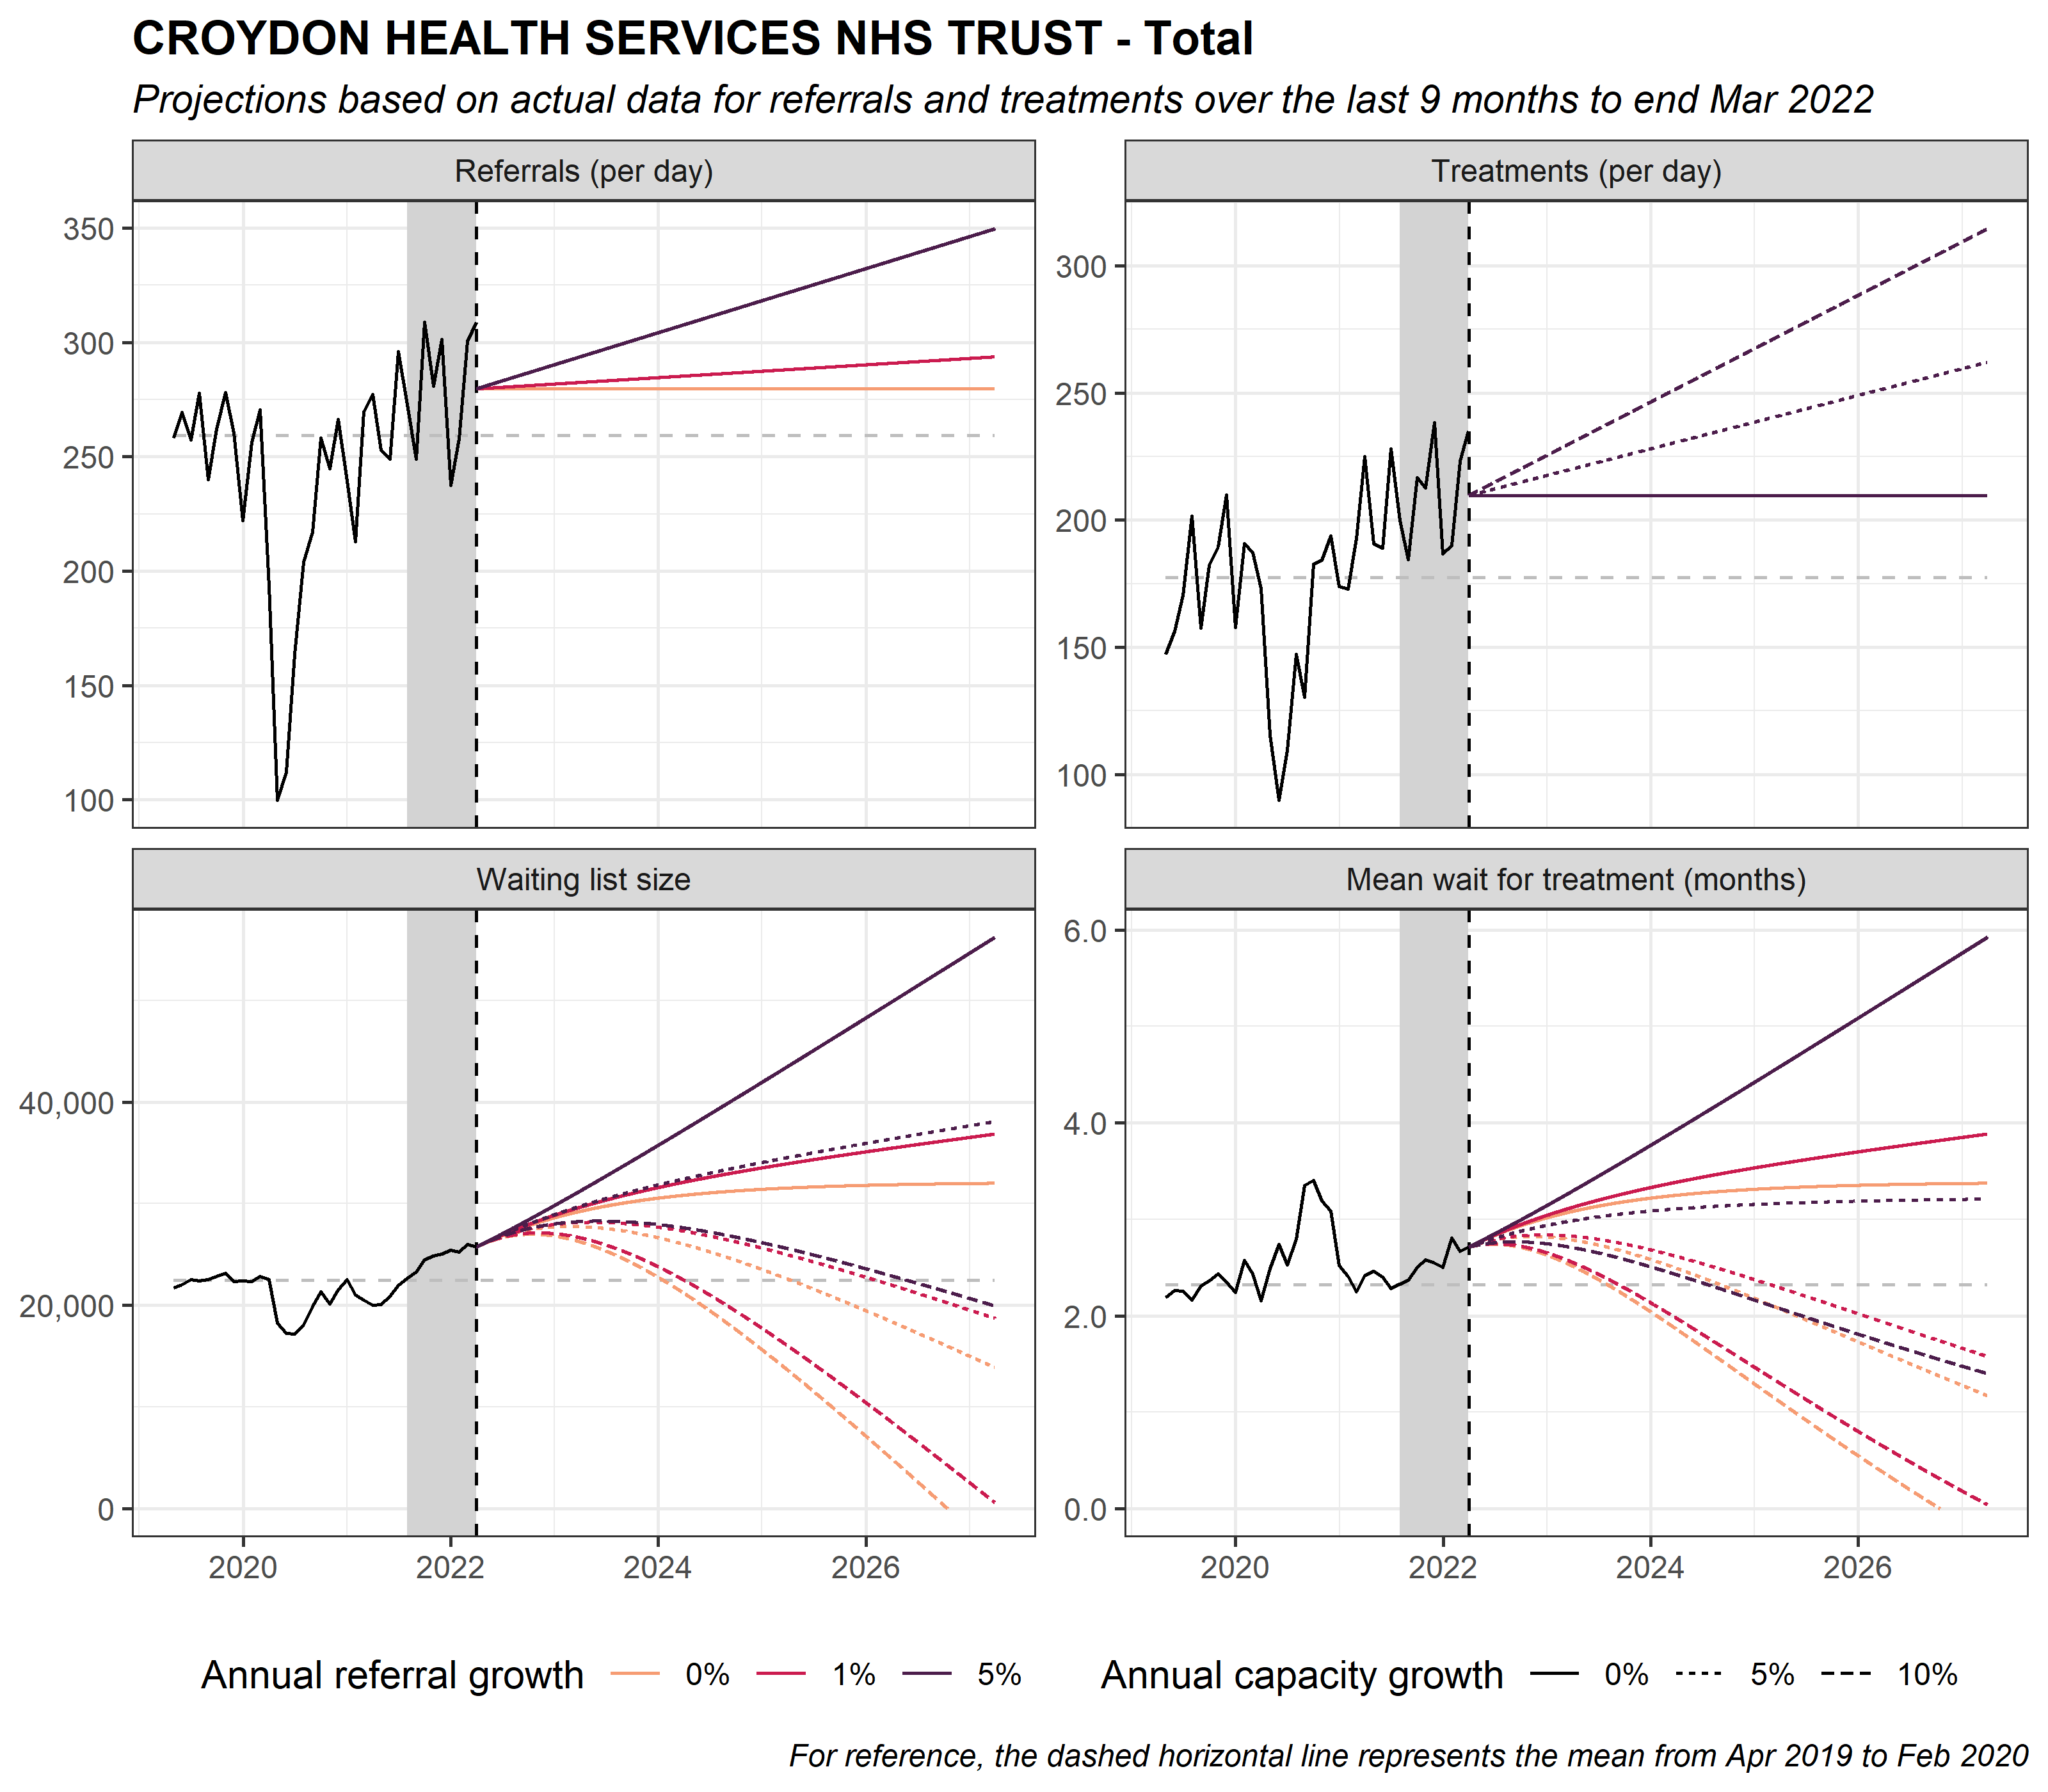 CROYDON HEALTH SERVICES NHS TRUST - Total
Projections based on actual data for referrals and treatments over the last 9 months to end Mar 2022
Referrals (per day)
350
300
250
200
150
100
Treatments (per day)
300
250
200
150
100
Waiting list size
40,000
20,000
0
2020 2022 2024 2026
Mean wait for treatment (months)
6.0
4.0
2.0
0.0
2020 2022 2024 2026
Annual referral growth 0% 1% 5%
Annual capacity growth 0% 5% 10%
For reference, the dashed horizontal line represents the mean from Apr 2019 to Feb 2020